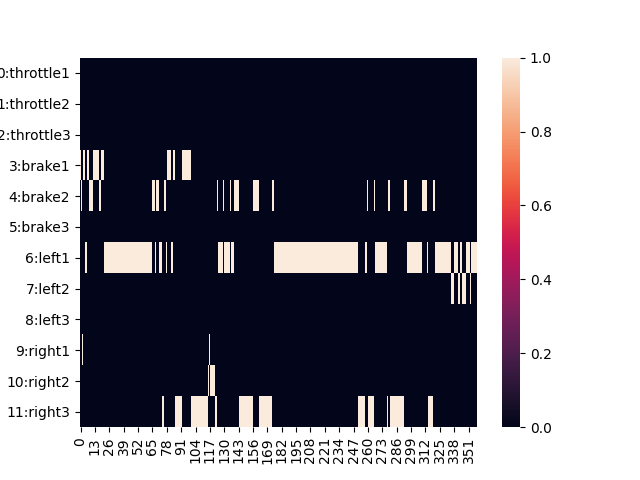 0:throttle1
1:throttle2
2:throttle3
3:brake1
4:brake2
5:brake3
6:left1
7:left2
8:left3
9:right1
10:right2
11:right3
0 13 26 39 52 65 78 91 104 117 130 143 156 169 182 195 208 221 234 247 260 273 286 299 312 325 338 351
1.0
0.8
0.6
0.4
0.2
0.0